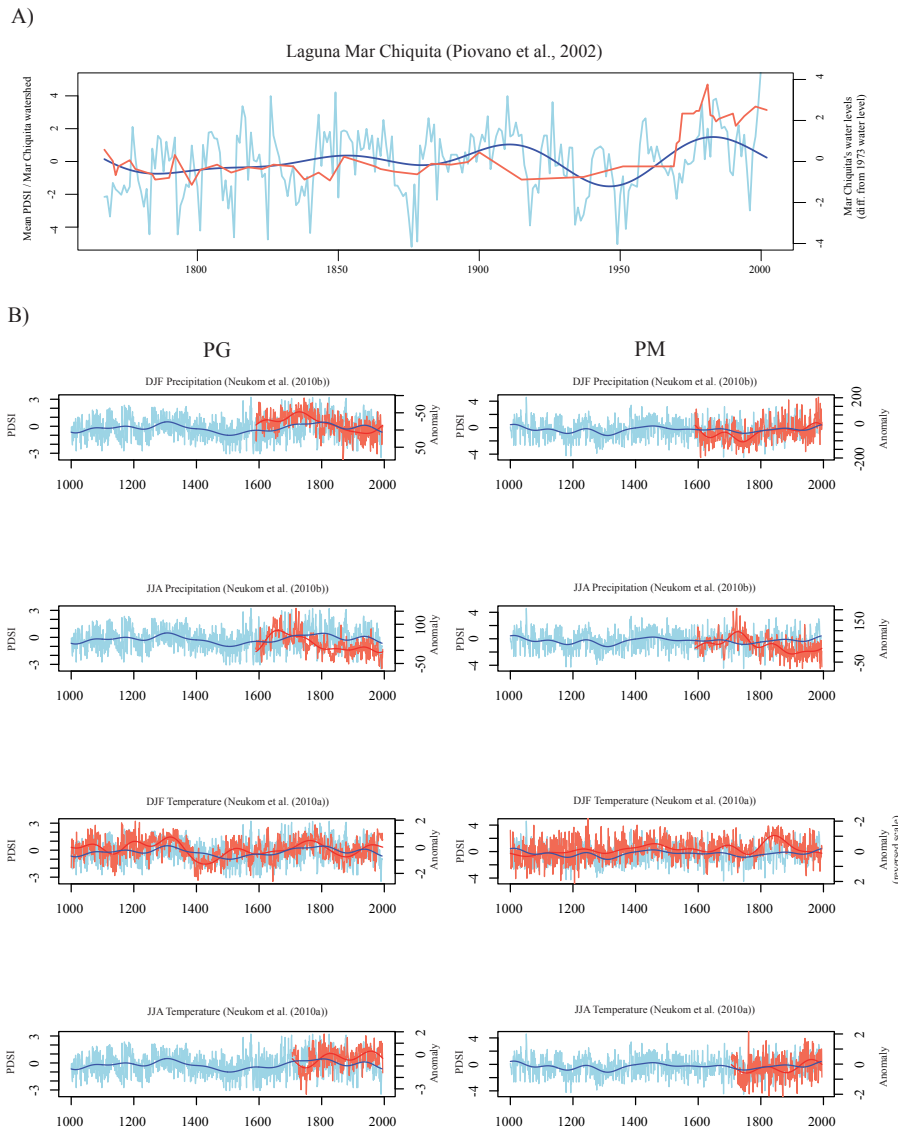 A)
Laguna Mar Chiquita (Piovano et al., 2002)
Mean PDSI / Mar Chiquita watershed
4
2
0
-2
4
4
2
0
-2
-4
Mar Chiquita's water levels
(diff. from 1973 water level)
1800 1850 1900 1950 2000
B)
PG PM
DJF Precipitation (Neukom et al. (2010b))
PDSI
3
0
-3
-50
50
Anomaly
1000 1200 1400 1600 1800 2000
DJF Precipitation (Neukom et al. (2010b))
PDSI
4
2
0
-4
200
0
-200
Anomaly
1000 1200 1400 1600 1800 2000
JJA Precipitation (Neukom et al. (2010b))
PDSI
3
0
-3
100
0
-50
Anomaly
1000 1200 1400 1600 1800 2000
JJA Precipitation (Neukom et al. (2010b))
PDSI
4
2
0
-4
150
0
-50
Anomaly
1000 1200 1400 1600 1800 2000
DJF Temperature (Neukom et al. (2010a))
PDSI
3
0
-3
2
0
-2
Anomaly
1000 1200 1400 1600 1800 2000
DJF Temperature (Neukom et al. (2010a))
PDSI
4
2
0
-4
-2
0
2
Anomaly
(reversed scale)
1000 1200 1400 1600 1800 2000
JJA Temperature (Neukom et al. (2010a))
PDSI
3
0
-3
2
0
-3
Anomaly
1000 1200 1400 1600 1800 2000
JJA Temperature (Neukom et al. (2010a))
PDSI
4
2
0
-4
2
0
-2
Anomaly
1000 1200 1400 1600 1800 2000